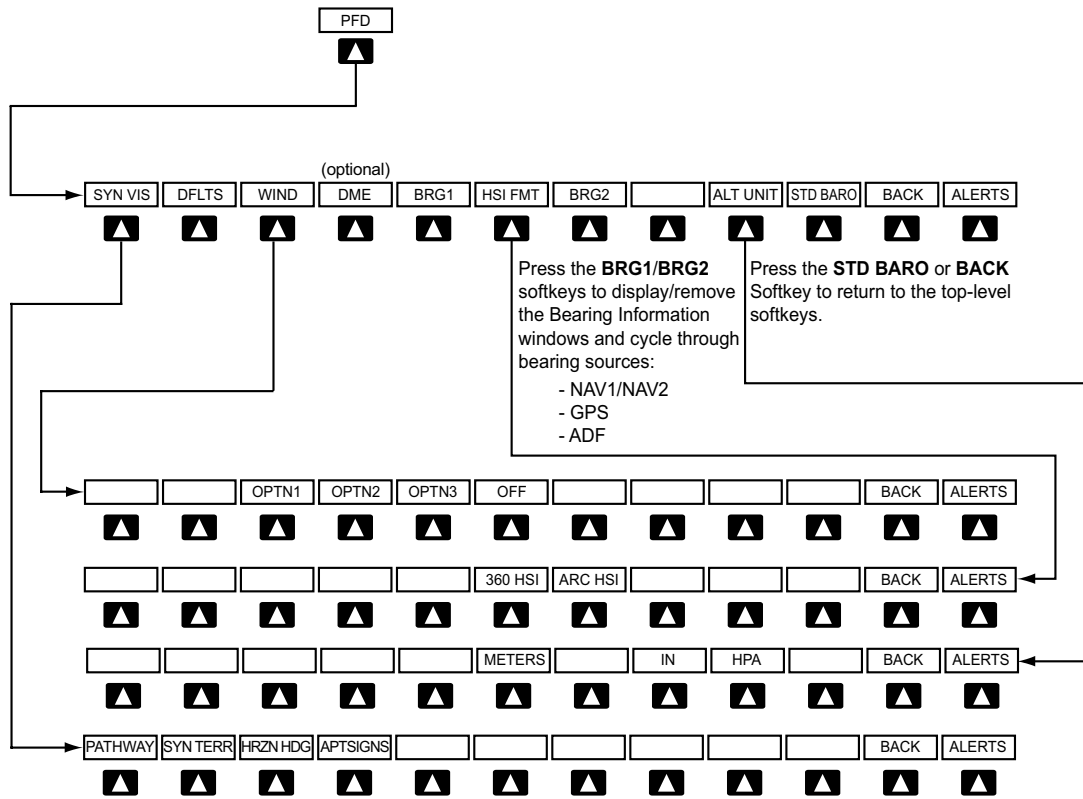 PFD
(optional)
SYN VIS DFLTS WIND DME BRG1 HSI FMT BRG2 ALT UNIT STD BARO BACK ALERTS
Press the BRG1/BRG2
softkeys to display/remove
the Bearing Information
windows and cycle through
bearing sources:
- NAV1/NAV2
- GPS
- ADF
Press the STD BARO or BACK
Softkey to return to the top-level
softkeys.
OPTN1 OPTN2 OPTN3 OFF BACK ALERTS
360 HSI ARC HSI BACK ALERTS
METERS IN HPA BACK ALERTS
PATHWAY SYN TERR HRZN HDG APTSIGNS BACK ALERTS